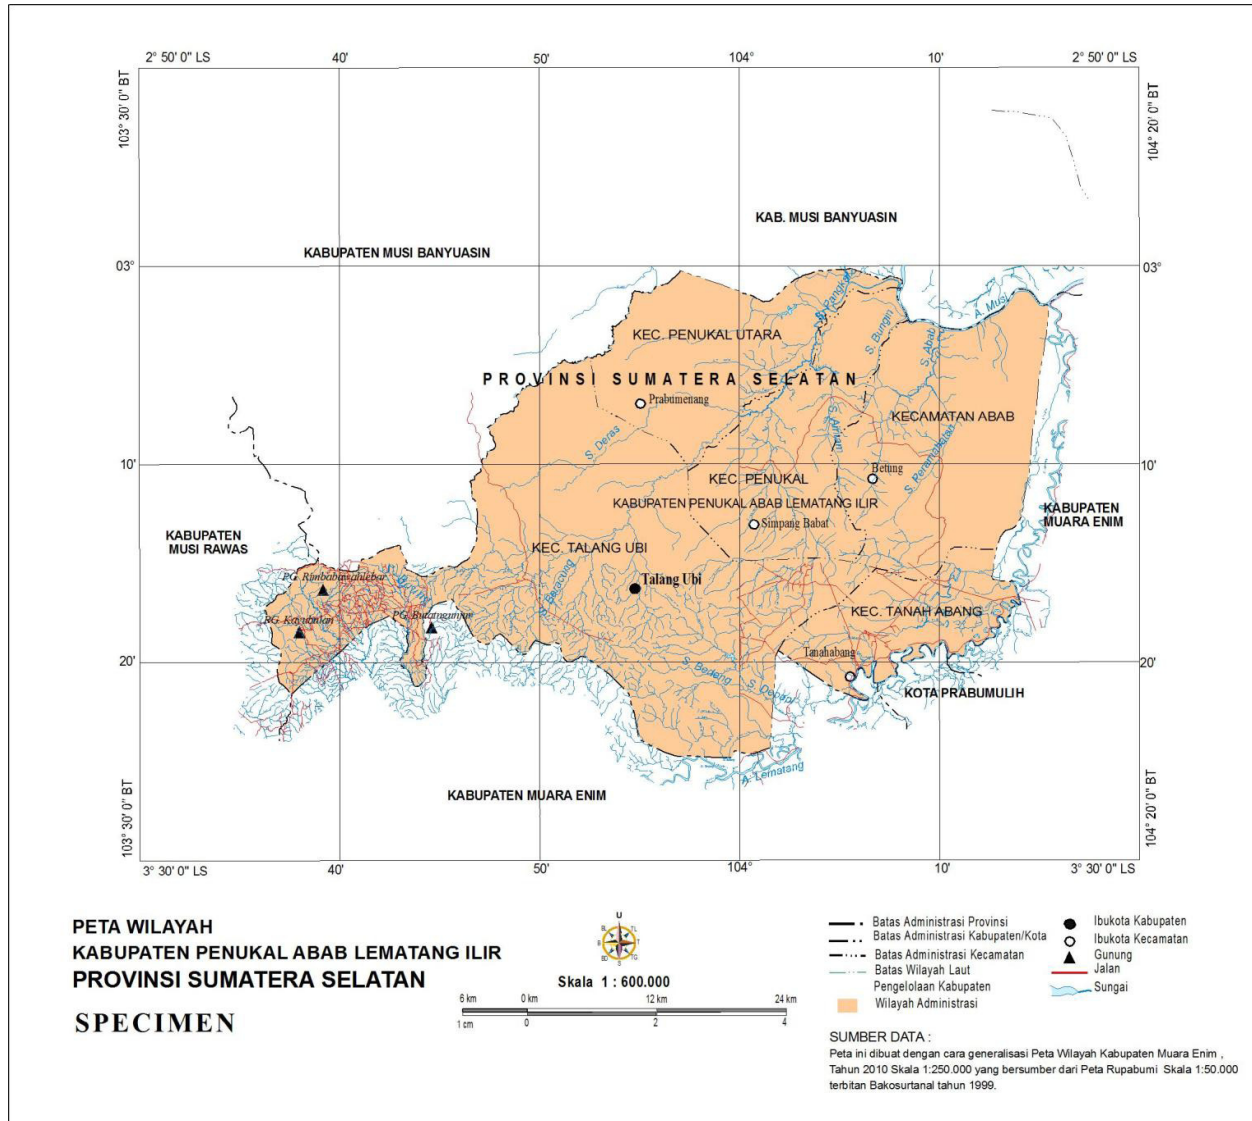 2° 50' 0" LS
40'
50'
104°
10'
2° 50' 0" LS
103° 30' 0" BT
104° 20' 0" BT
KAB. MUSI BANYUASIN
KABUPATEN MUSI BANYUASIN
03°
03°
A. Musi
S. Bungin
S. Abab
KEC. PENUKAL UTARA
PROVINSI SUMATERA SELATAN
Prabumenang
KECAMATAN ABAB
S. Deras
S. Peramabatan
10'
Betung
10'
KEC. PENUKAL
KABUPATEN PENUKAL ABAB LEMATANG ILIR
KABUPATEN
MUARA ENIM
Simpang Babat
KABUPATEN
MUSI RAWAS
KEC. TALANG UBI
Talang Ubi
KEC. TANAH ABANG
Tanahabang
20'
20'
S. Bedeng
KOTA PRABUMULIH
A. Lematang
KABUPATEN MUARA ENIM
103° 30' 0" BT
104° 20' 0" BT
3° 30' 0" LS
40'
50'
104°
10'
3° 30' 0" LS
PETA WILAYAH
KABUPATEN PENUKAL ABAB LEMATANG ILIR
PROVINSI SUMATERA SELATAN
SPECIMEN
U
Skala 1 : 600.000
6 km 0 km 12 km 24 km
1 cm 0 2 4
Batas Administrasi Provinsi
Batas Administrasi Kabupaten/Kota
Batas Administrasi Kecamatan
Batas Wilayah Laut
Pengelolaan Kabupaten
Wilayah Administrasi
Ibukota Kabupaten
Ibukota Kecamatan
Gunung
Jalan
Sungai
SUMBER DATA :
Peta ini dibuat dengan cara generalisasi Peta Wilayah Kabupaten Muara Enim ,
Tahun 2010 Skala 1:250.000 yang bersumber dari Peta Rupabumi Skala 1:50.000
terbitan Bakosurtanal tahun 1999.